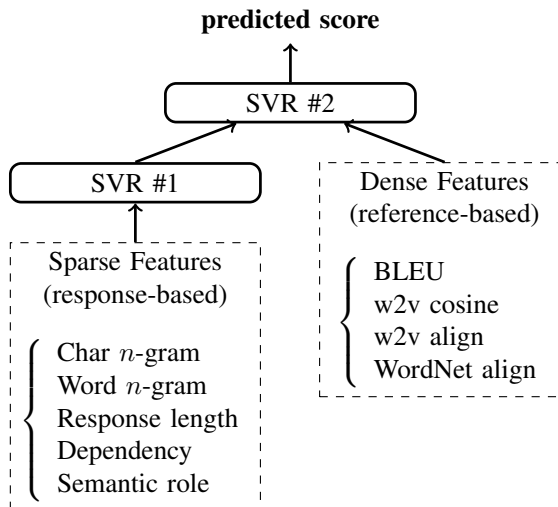 predicted score
SVR #2
SVR #1
Sparse Features
(response-based)
Char n-gram
Word n-gram
Response length
Dependency
Semantic role
Dense Features
(reference-based)
BLEU
w2v cosine
w2v align
WordNet align